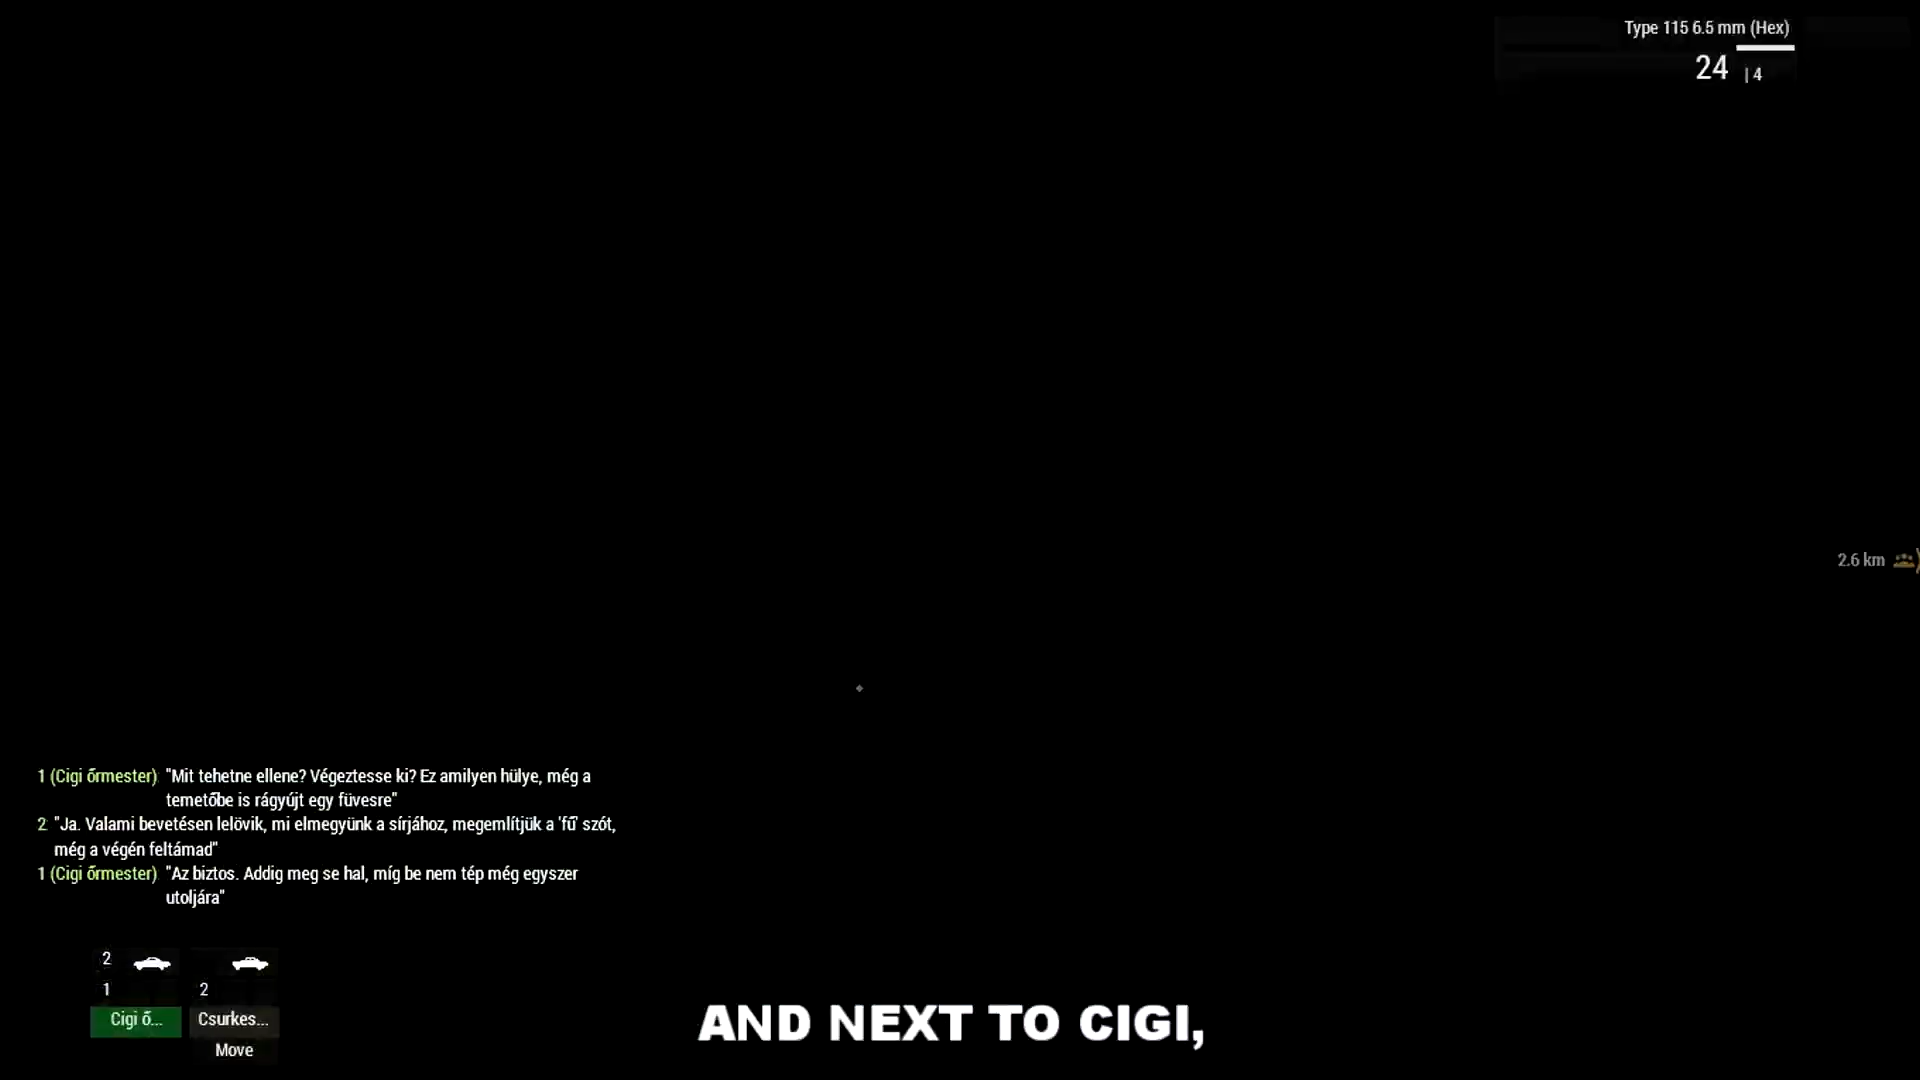 Type 115 6.5 mm (Hex)
24 | 4
2.6 km
1 (Cigi őrmester): "Mit tehetne ellene? Végeztesse ki? Ez amilyen hülye, még a
temetőbe is rágyújt egy füvesre"
2: "Ja. Valami bevetésen lelövik, mi elmegyünk a sírjához, megemlítjük a 'fű' szót,
még a végén feltámad"
1 (Cigi őrmester): "Az biztos. Addig meg se hal, míg be nem tép még egyszer
utoljára"
2
1 2
Cigi ő... Csurkes...
Move
AND NEXT TO CIGI,